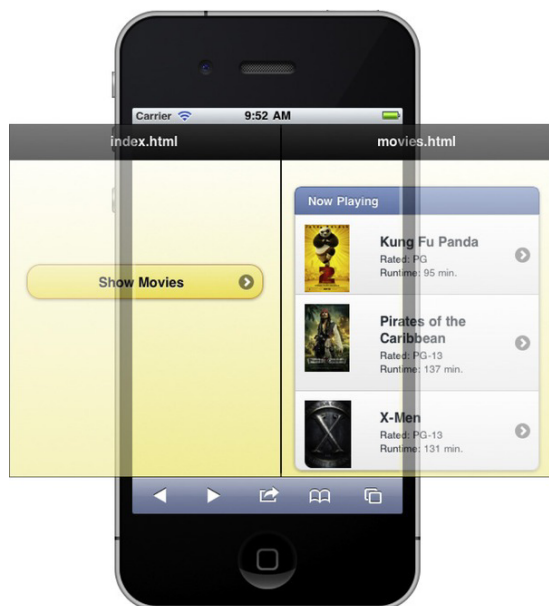 Carrier 9:52 AM
index.html
movies.html
Show Movies
Now Playing
Kung Fu Panda
Rated: PG
Runtime: 95 min.
2
Pirates of the
Caribbean
Rated: PG-13
Runtime: 137 min.
X-Men
Rated: PG-13
Runtime: 131 min.